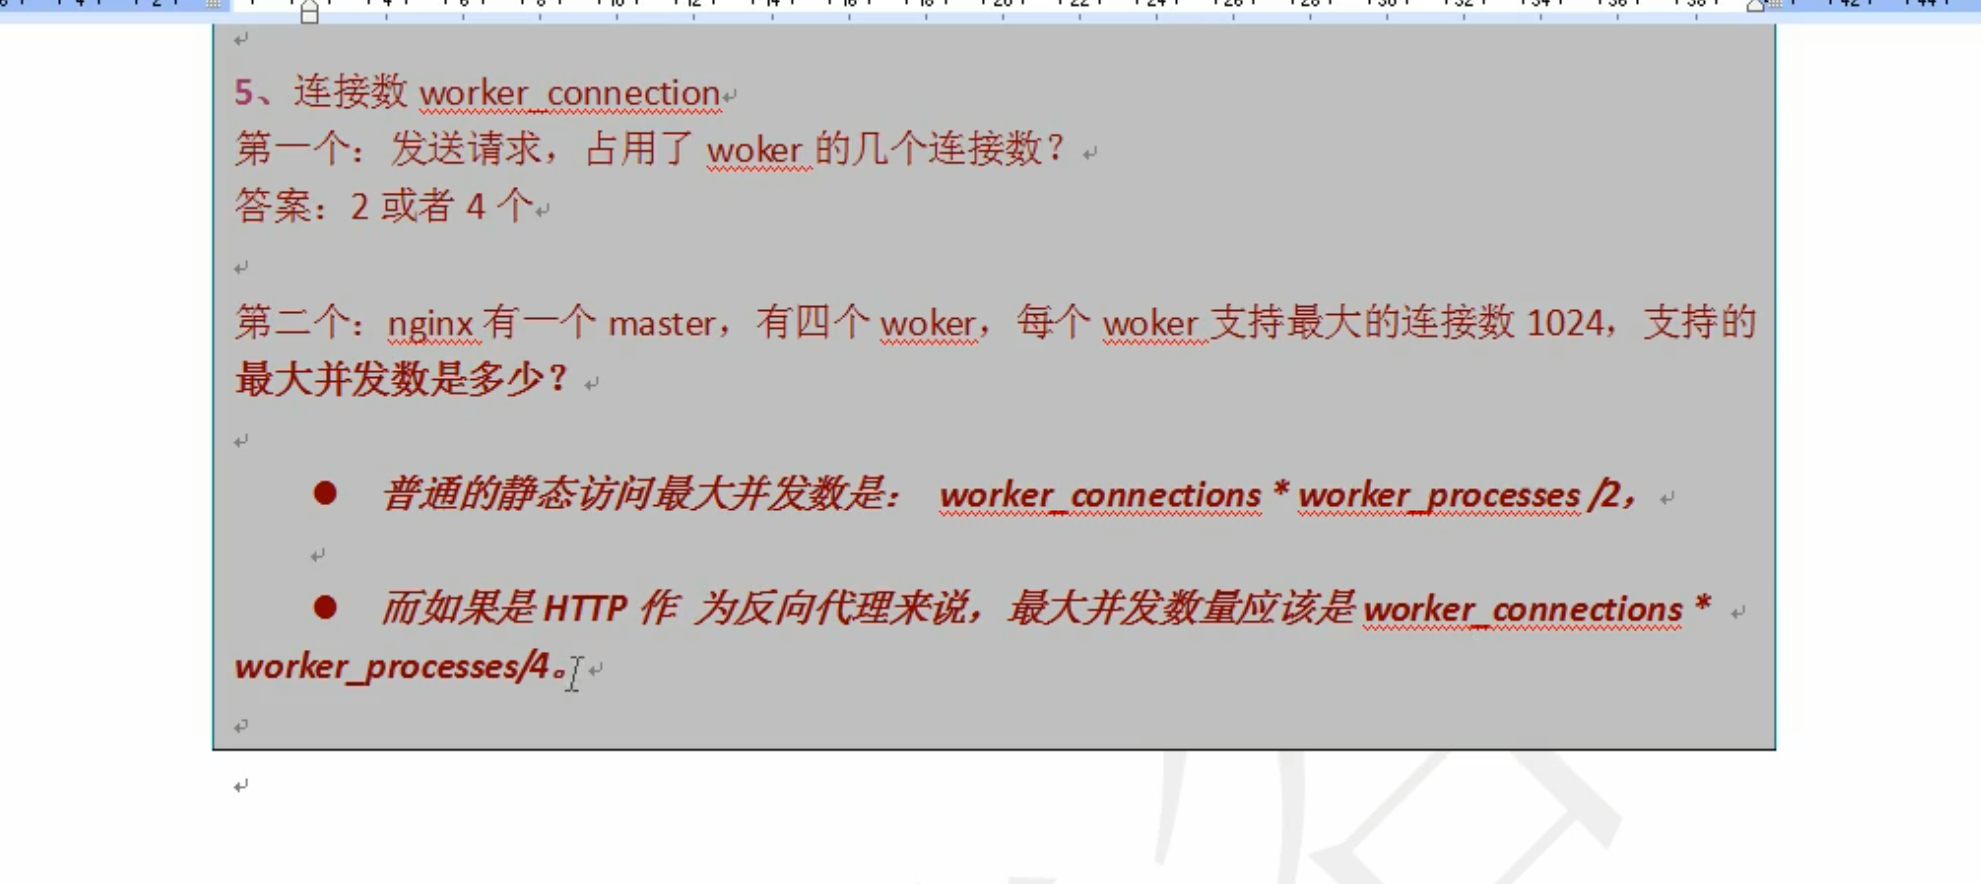 5、连接数 worker_connection
第一个：发送请求，占用了 woker 的几个连接数？
答案：2 或者 4 个
第二个：nginx 有一个 master，有四个 woker，每个 woker 支持最大的连接数 1024，支持的
最大并发数是多少？
● 普通的静态访问最大并发数是： worker_connections * worker_processes /2，
● 而如果是 HTTP 作 为反向代理来说，最大并发数量应该是 worker_connections *
worker_processes/4。